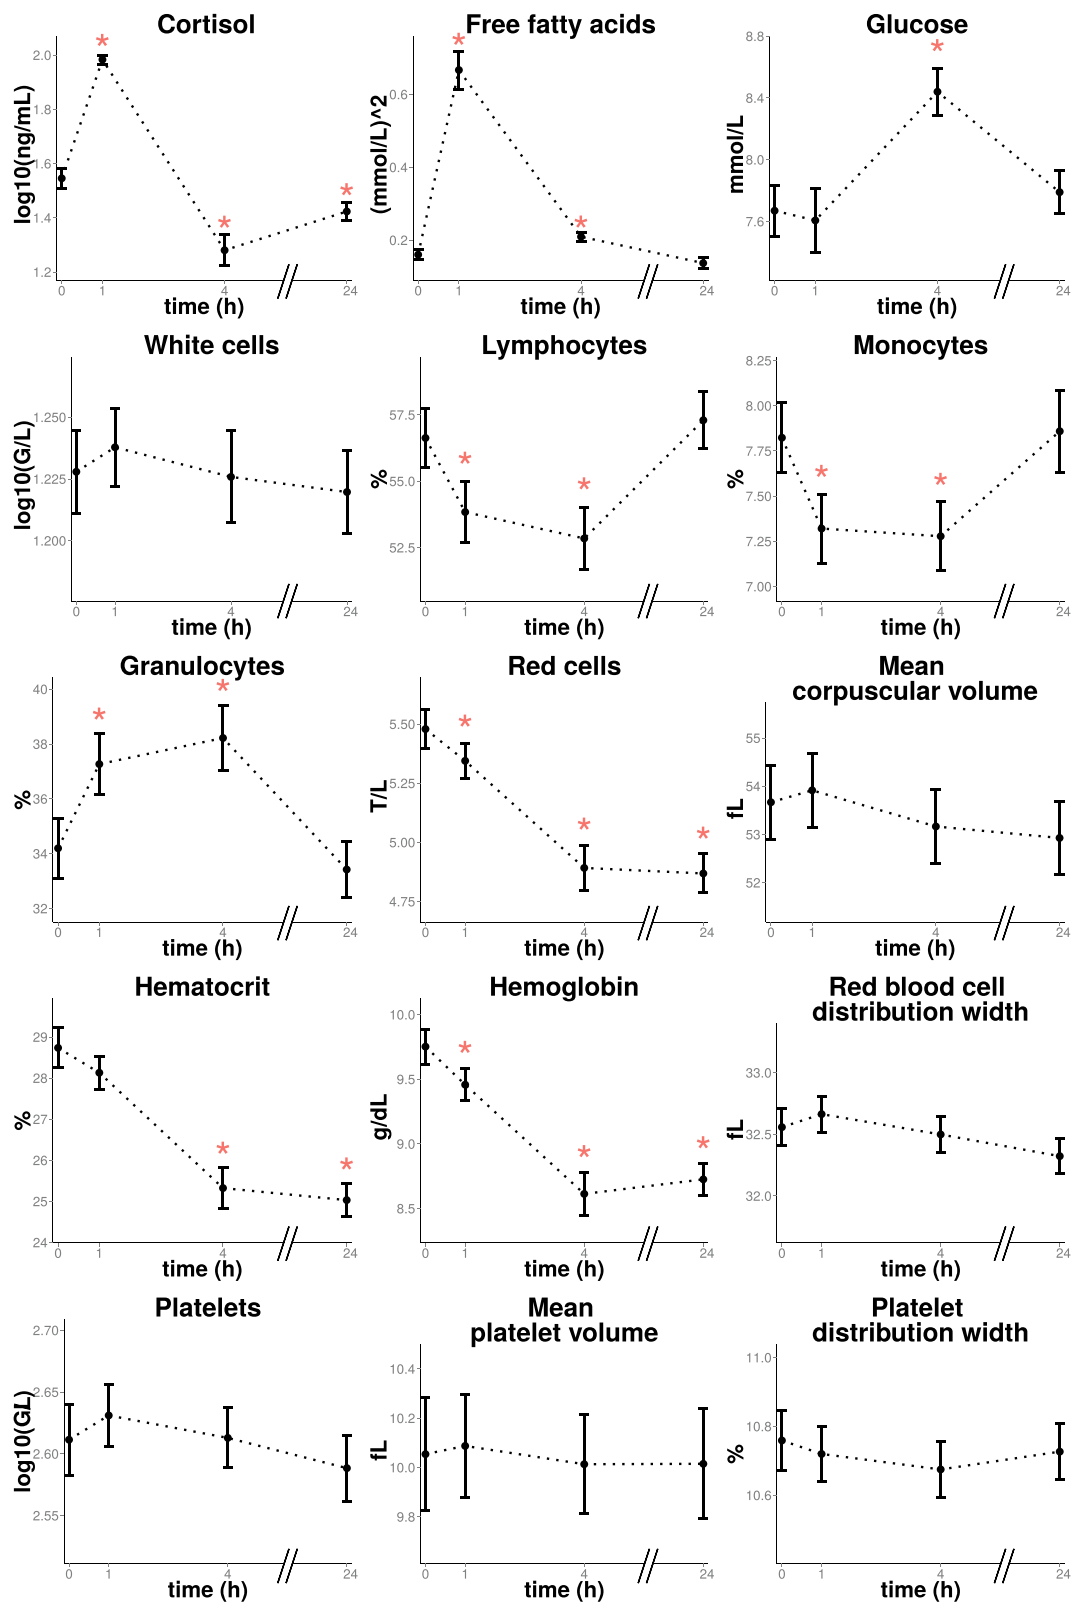 Cortisol
*
2.0
1.8
1.6
1.4
1.2
log10(ng/mL)
*
*
0 1 4 24
time (h)
Free fatty acids
*
0.6
0.4
0.2
(mmol/L)^2
*
0 1 4 24
time (h)
Glucose
8.8
8.4
8.0
7.6
mmol/L
*
0 1 4 24
time (h)
White cells
1.250
1.225
1.200
log10(G/L)
0 1 4 24
time (h)
Lymphocytes
57.5
55.0
52.5
%
*
*
0 1 4 24
time (h)
Monocytes
8.25
8.00
7.75
7.50
7.25
7.00
%
*
*
0 1 4 24
time (h)
Granulocytes
40
38
36
34
32
%
*
*
0 1 4 24
time (h)
Red cells
5.50
5.25
5.00
4.75
T/L
*
*
*
0 1 4 24
time (h)
Mean
corpuscular volume
55
54
53
52
fL
0 1 4 24
time (h)
Hematocrit
29
28
27
26
25
24
%
*
*
0 1 4 24
time (h)
Hemoglobin
10.0
9.5
9.0
8.5
g/dL
*
*
*
0 1 4 24
time (h)
Red blood cell
distribution width
33.0
32.5
32.0
fL
0 1 4 24
time (h)
Platelets
2.70
2.65
2.60
2.55
log10(G/L)
0 1 4 24
time (h)
Mean
platelet volume
10.4
10.2
10.0
9.8
fL
0 1 4 24
time (h)
Platelet
distribution width
11.0
10.8
10.6
%
0 1 4 24
time (h)